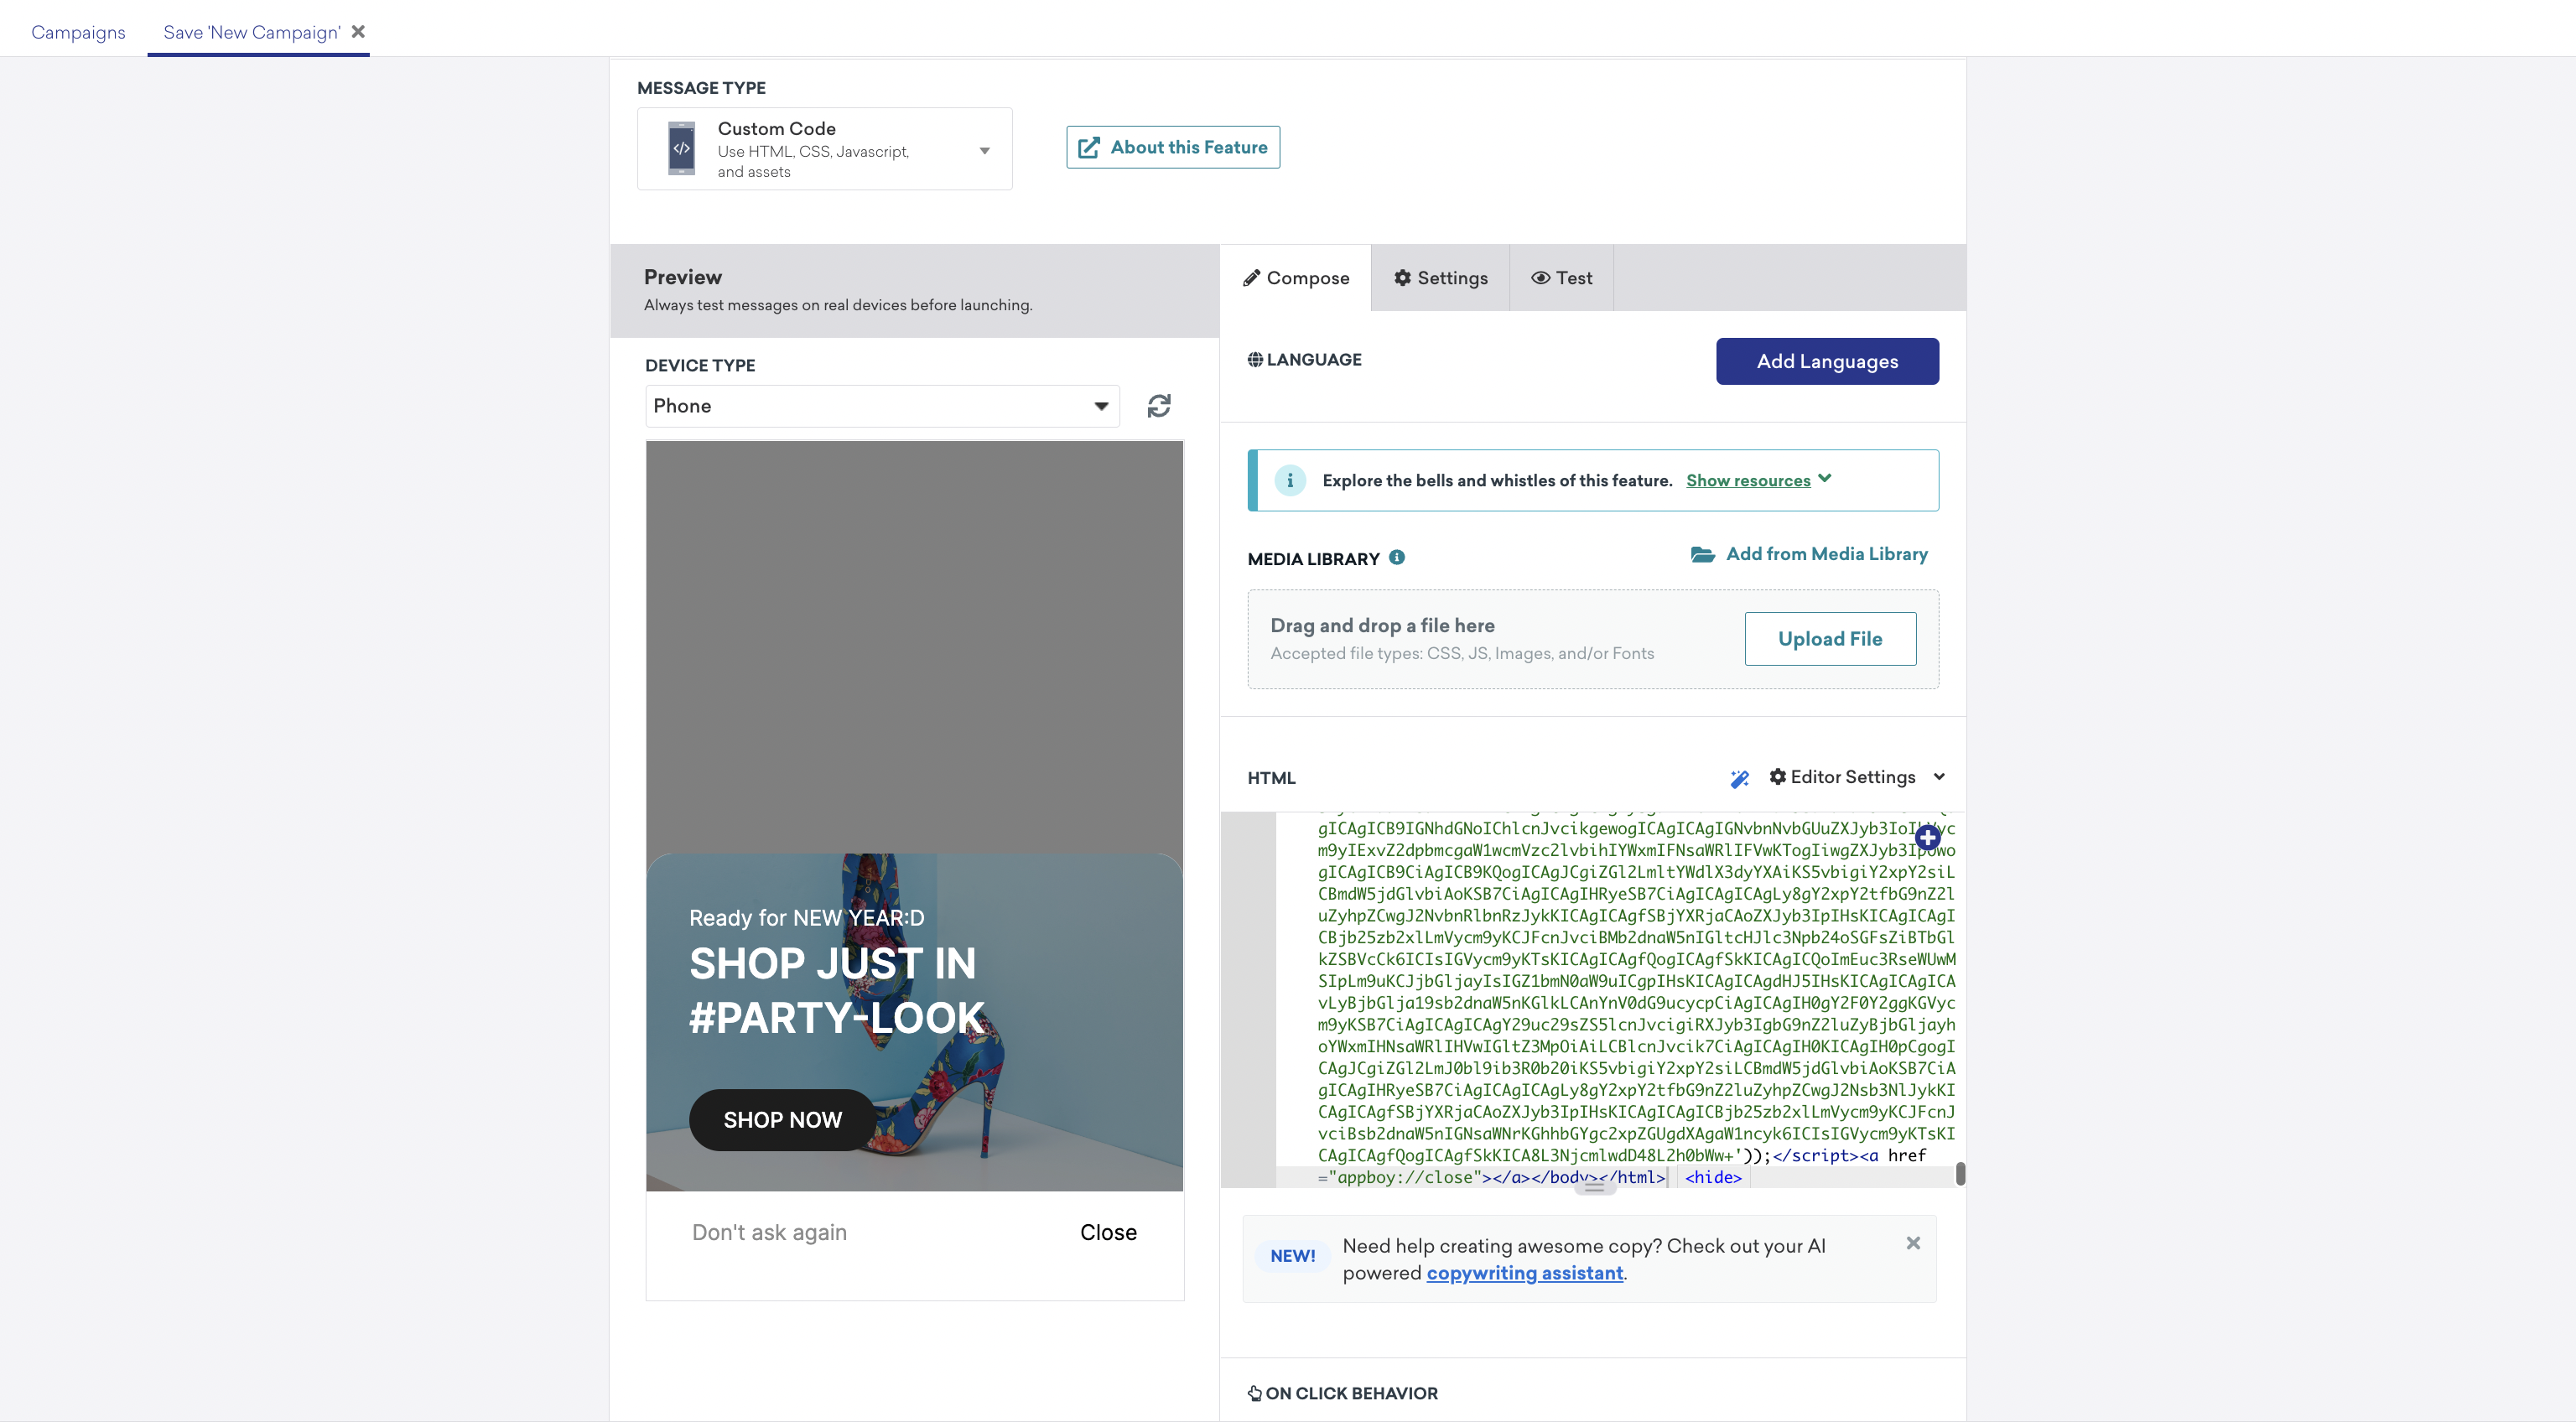 Campaigns
Save 'New Campaign'
MESSAGE TYPE
Custom Code
Use HTML, CSS, Javascript,
and assets
About this Feature
Preview
Always test messages on real devices before launching.
Compose
Settings
Test
DEVICE TYPE
Phone
LANGUAGE
Add Languages
Explore the bells and whistles of this feature. Show resources
MEDIA LIBRARY
Add from Media Library
Drag and drop a file here
Accepted file types: CSS, JS, Images, and/or Fonts
Upload File
HTML
Editor Settings
m9yIExvZ2dpbmcgaW1wcmVzc2lvbihIYWxmIFNsaWRlIFVwKTogIiwgZXJyb3IpOwo
gICAgICB9CiAgICB9KQogICAgJCgiZGl2LmltYWdlX3dyYXAiKS5vbigiY2xpY2siL
CBmdW5jdGlvbiAoKSB7CiAgICAgIHRyeSB7CiAgICAgICAgLy8gY2xpY2tfbG9nZ2l
uZyhpZCwgJ2NvbnRlbnRzJykKICAgICAgfSBjYXRjaCAoZXJyb3IpIHsKICAgICAgI
CBjb25zb2xlLmVycm9yKCJFcnJvciBMb2dnaW5nIGltcHJlc3Npb24oSGFsZiBTbGl
kZSBVcCk6ICIsIGVycm9yKTsKICAgICAgfQogICAgfSkKICAgICQoImEuc3RseWUwM
SIpLm9uKCJjbGljayIsIGZ1bmN0aW9uICgpIHsKICAgICAgdHJ5IHsKICAgICAgICA
vLyBjbGlja19sb2dnaW5nKGlkLCAnYnV0dG9ucycpCiAgICAgIH0gY2F0Y2ggKGVyc
m9yKSB7CiAgICAgICAgY29uc29sZS5lcnJvcigiRXJyb3IgbG9nZ2luZyBjbGljayh
oYWxmIHNsaWRlIHVwIGltZ3MpOiAiLCBlcnJvcik7CiAgICAgIH0KICAgIH0pCgogI
CAgJCgiZGl2LmJ0bl9ib3R0b20iKS5vbigiY2xpY2siLCBmdW5jdGlvbiAoKSB7CiA
gICAgIHRyeSB7CiAgICAgICAgLy8gY2xpY2tfbG9nZ2luZyhpZCwgJ2Nsb3NlJykKI
CAgICAgfSBjYXRjaCAoZXJyb3IpIHsKICAgICAgICBjb25zb2xlLmVycm9yKCJFcnJ
vciBsb2dnaW5nIGNsaWNrKGhhbGYgc2xpZGUgdXAgaW1ncyk6ICIsIGVycm9yKTsKI
CAgICAgfQogICAgfSkKICA8L3NjcmlwdD48L2h0bWw+'));</script><a href
="appboy://close"></a></body></html> <hide>
Ready for NEW YEAR:D
SHOP JUST IN
#PARTY-LOOK
SHOP NOW
Don't ask again
Close
NEW!
Need help creating awesome copy? Check out your AI
powered copywriting assistant.
ON CLICK BEHAVIOR